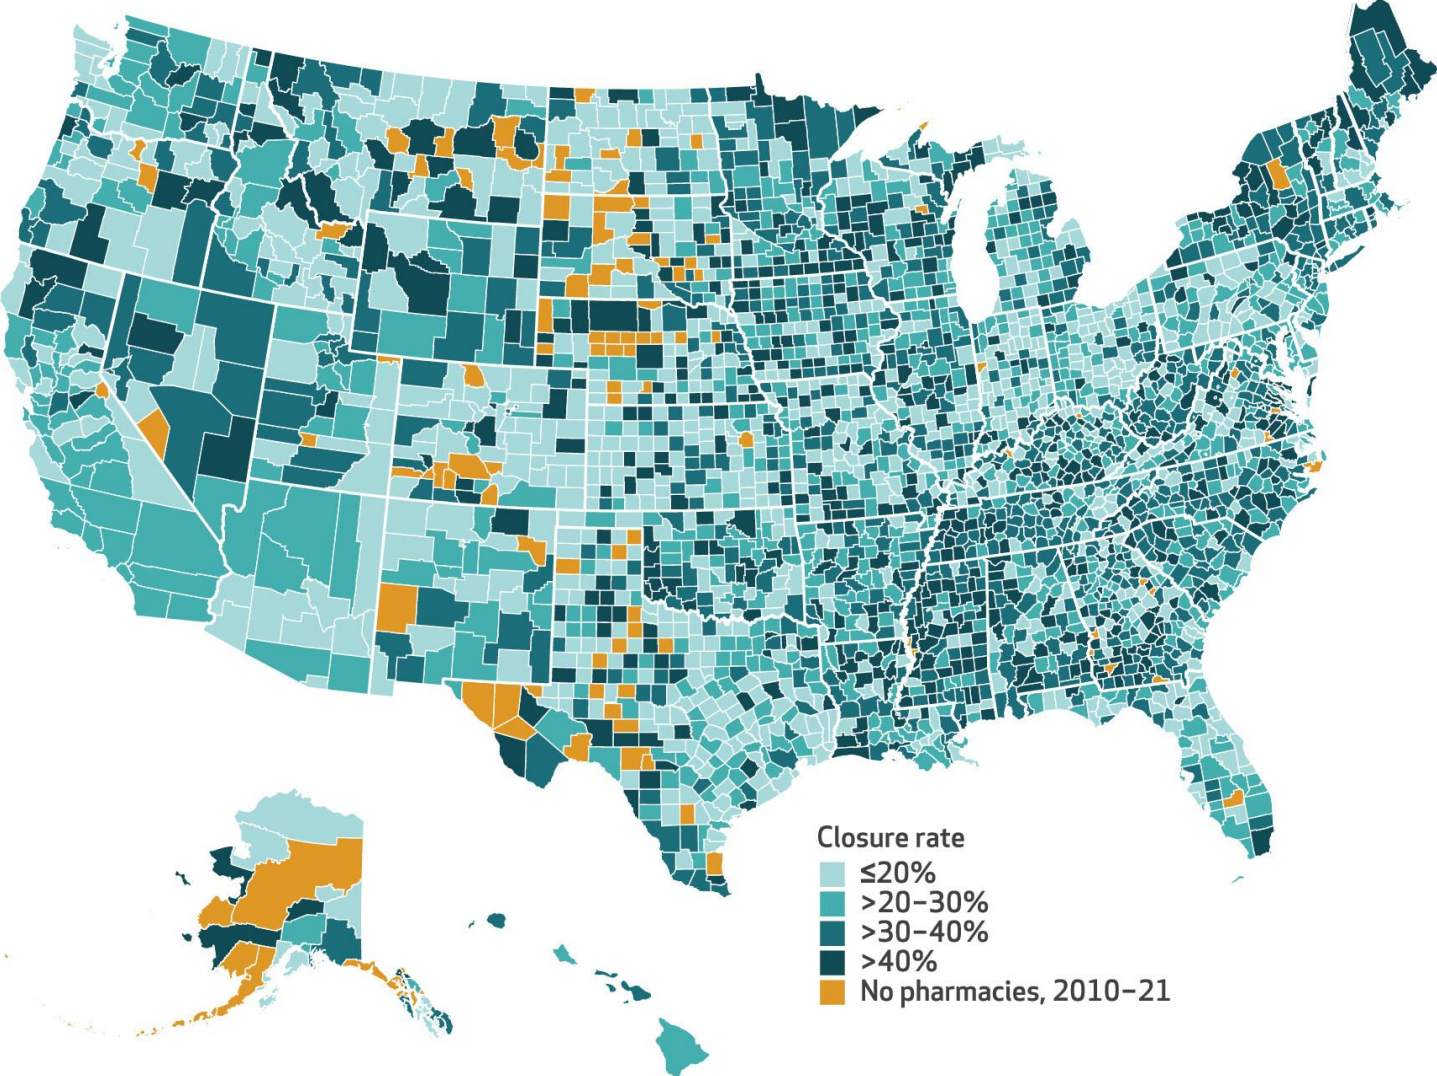 Closure rate
≤20%
>20–30%
>30–40%
>40%
No pharmacies, 2010–21